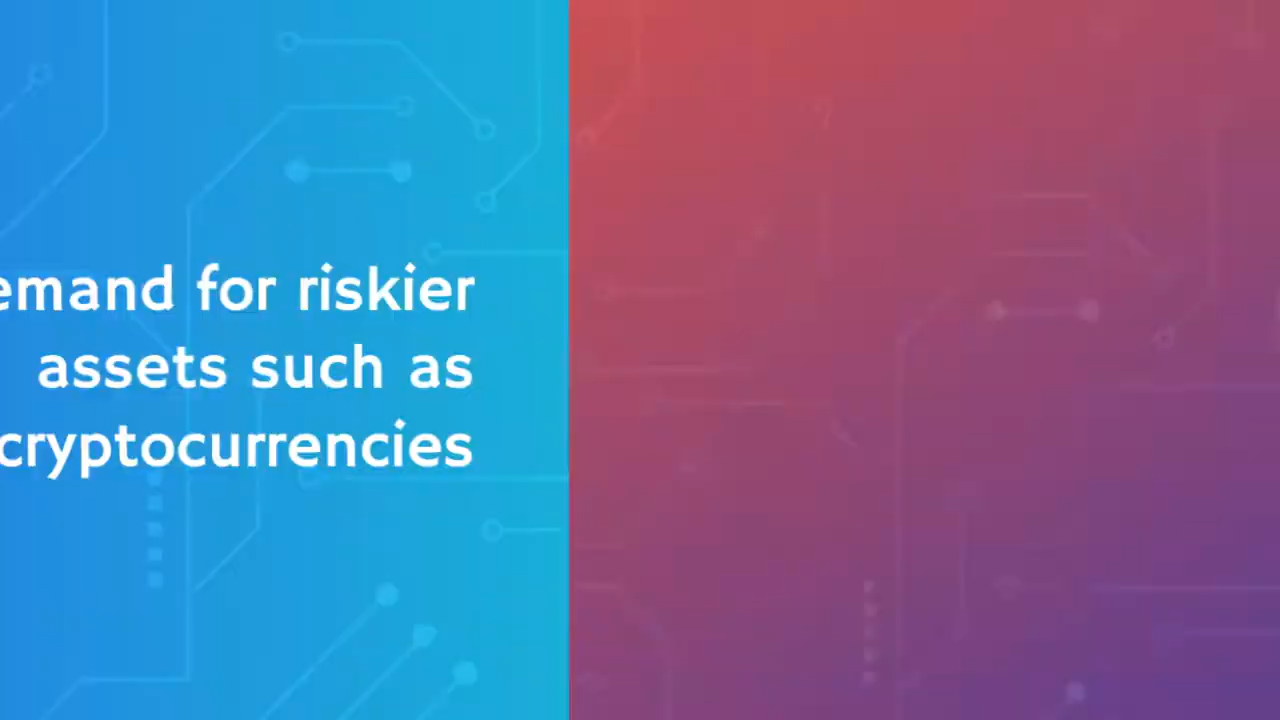 emand for riskier
assets such as
cryptocurrencies